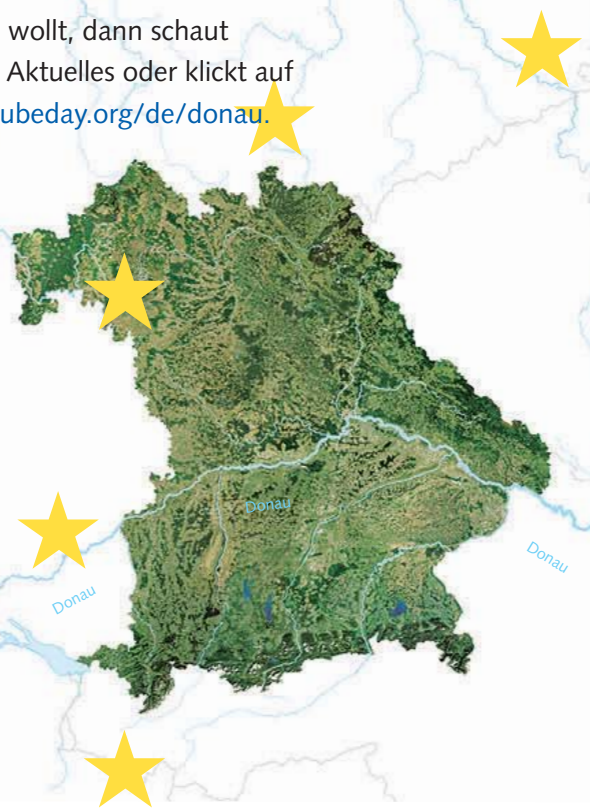 wollt, dann schaut
Aktuelles oder klickt auf
ubeday.org/de/donau.
Donau
Donau
Donau